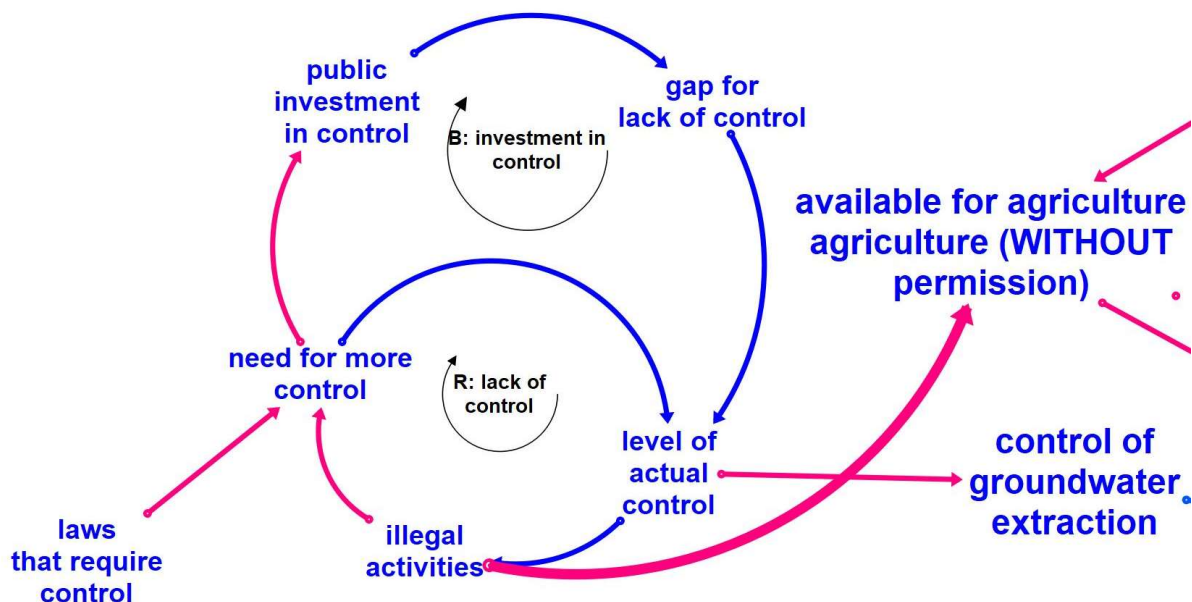 public
investment
in control
gap for
lack of control
B: investment in
control
available for agriculture
agriculture (WITHOUT
permission)
need for more
control
R: lack of
control
level of
actual
control
control of
groundwater
extraction
laws
that require
control
illegal
activities